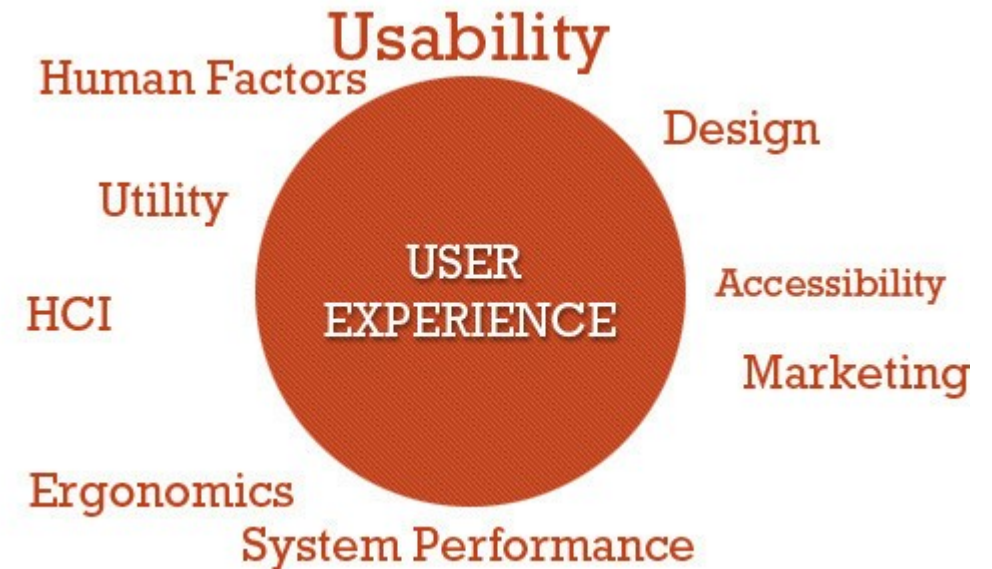 Usability
Human Factors
Design
Utility
USER
EXPERIENCE
Accessibility
HCI
Marketing
Ergonomics
System Performance